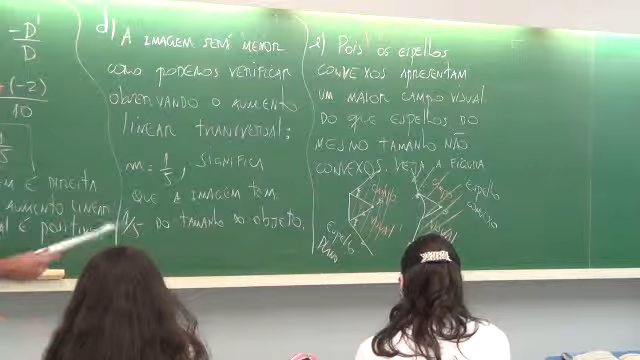 -D'
D
(-2)
10
1
5
É DIREITA
AUMENTO LINEAR
É POSITIVO
d) A IMAGEM SERÁ MENOR
COMO PODEMOS VERIFICAR
OBSERVANDO O AUMENTO
LINEAR TRANSVERSAL;
m = 1/5, SIGNIFICA
QUE A IMAGEM TEM
1/5 DO TAMANHO DO OBJETO.
e) POIS OS ESPELHOS
CONVEXOS APRESENTAM
UM MAIOR CAMPO VISUAL
DO QUE ESPELHOS DO
MESMO TAMANHO NÃO
CONVEXOS. VEJA A FIGURA
ESPELHO
PLANO
ESPELHO
CONVEXO